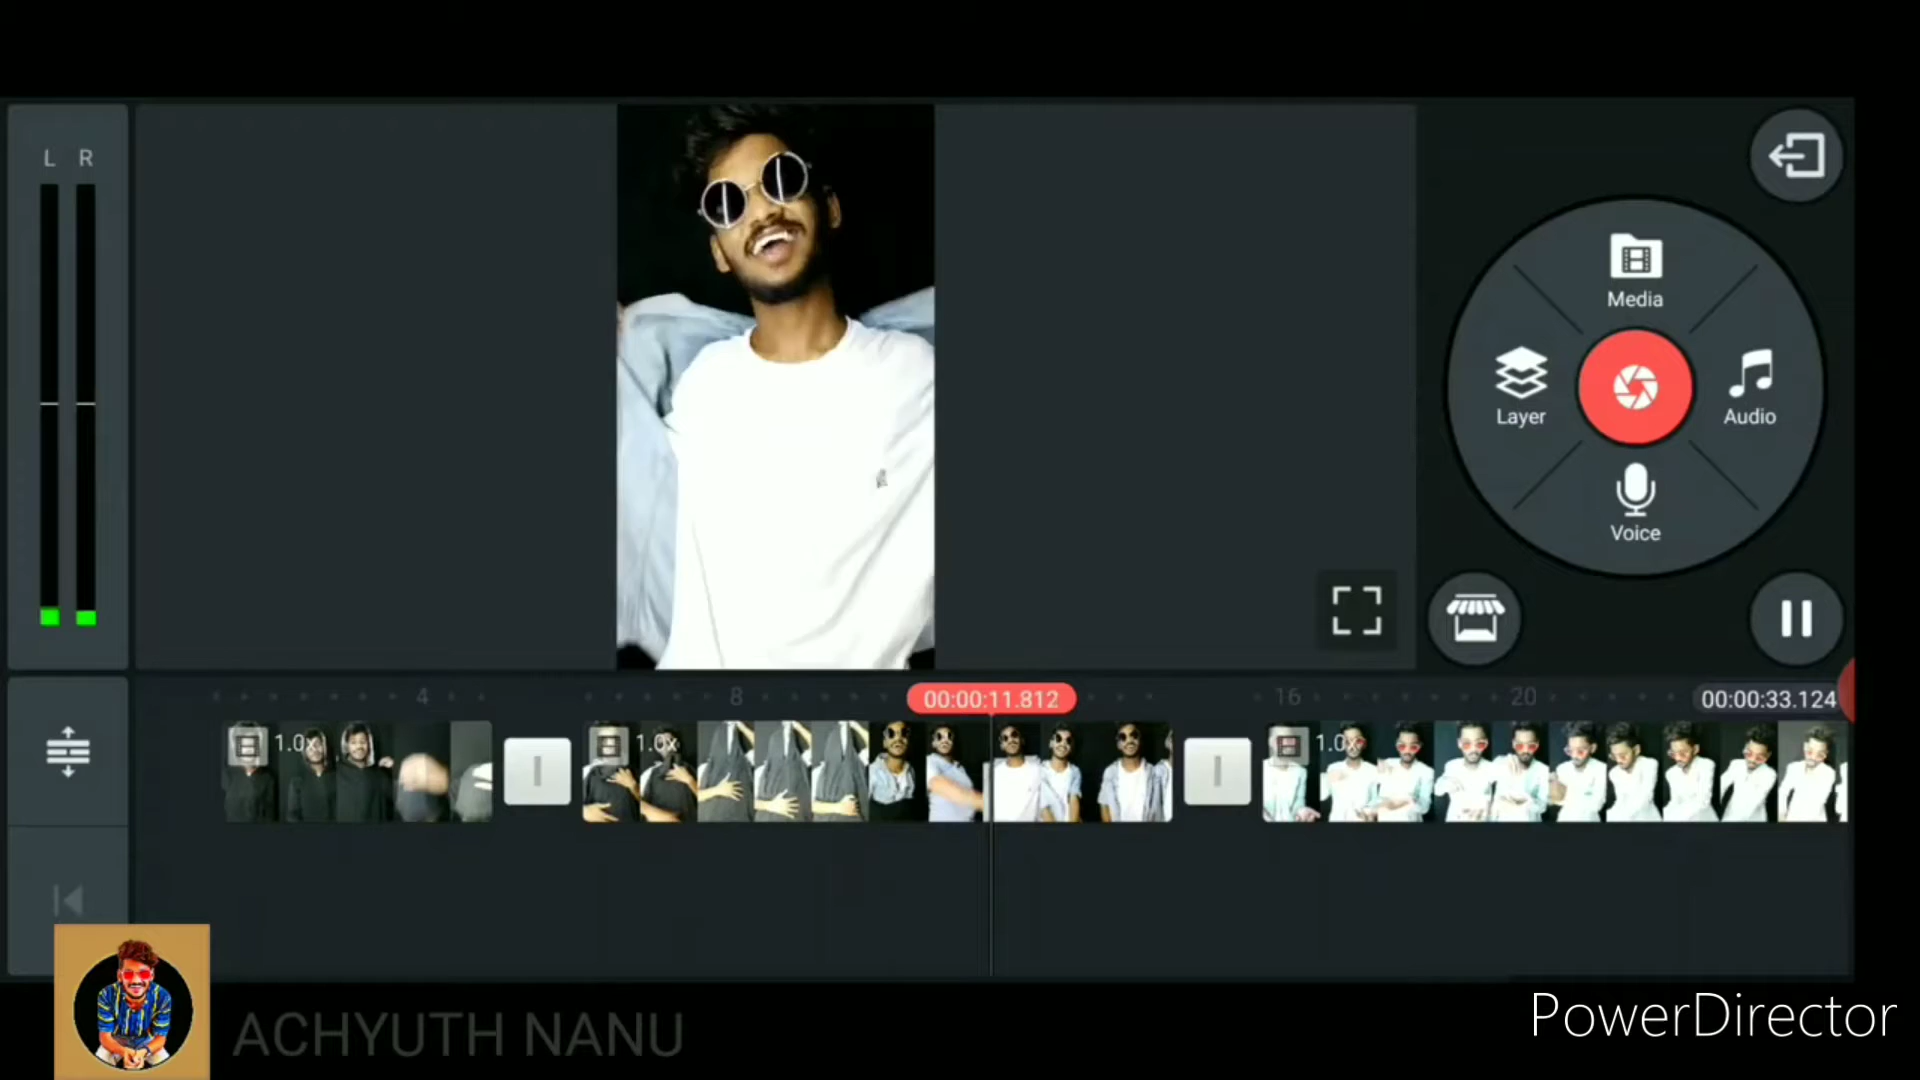 L R
Media
Layer
Audio
Voice
4
8
00:00:11.812
16
20
00:00:33.124
1.0x
1.0x
1.0x
ACHYUTH NANU
PowerDirector